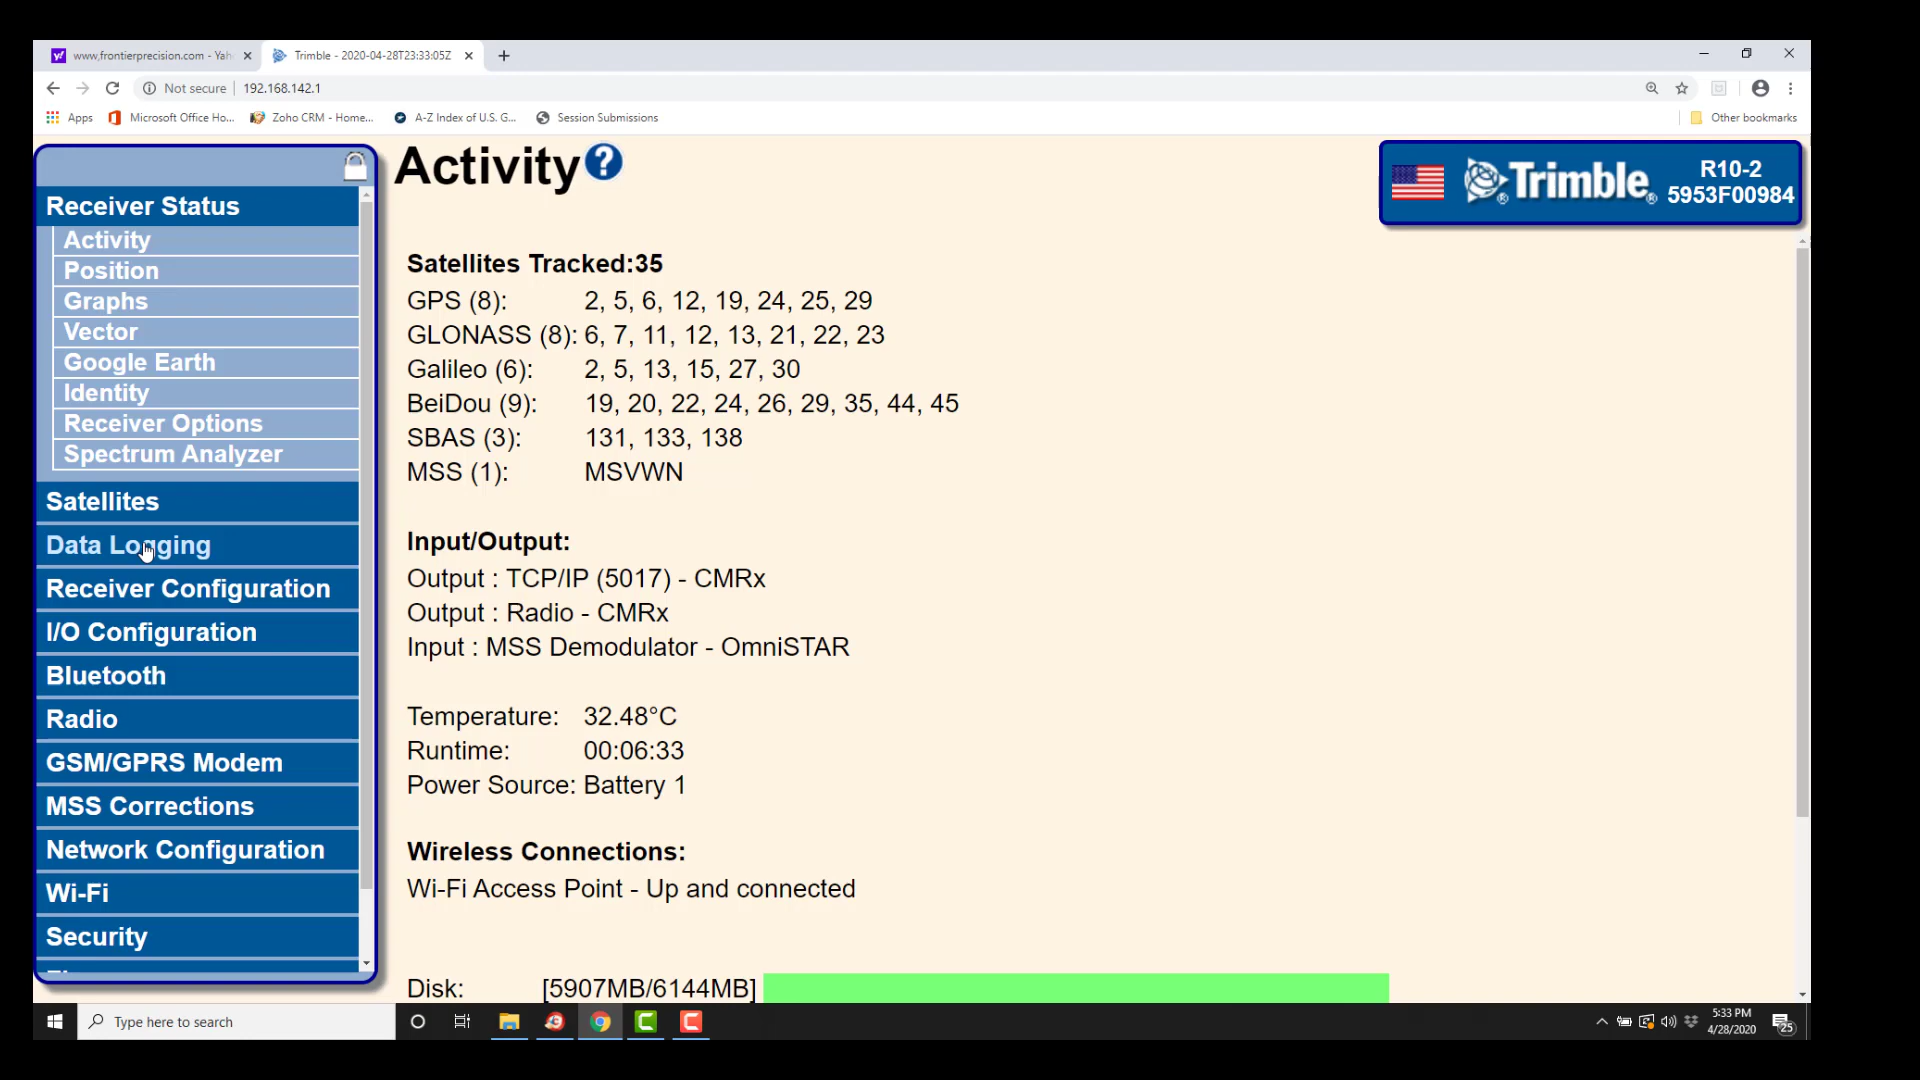 www.frontierprecision.com - Yah
Trimble - 2020-04-28T23:33:05Z
Not secure | 192.168.142.1
Apps
Microsoft Office Ho...
Zoho CRM - Home...
A-Z Index of U.S. G...
Session Submissions
Other bookmarks
Receiver Status
Activity
Position
Graphs
Vector
Google Earth
Identity
Receiver Options
Spectrum Analyzer
Satellites
Data Logging
Receiver Configuration
I/O Configuration
Bluetooth
Radio
GSM/GPRS Modem
MSS Corrections
Network Configuration
Wi-Fi
Security
Activity ?
Trimble® R10-2
5953F00984
Satellites Tracked:35
GPS (8): 2, 5, 6, 12, 19, 24, 25, 29
GLONASS (8): 6, 7, 11, 12, 13, 21, 22, 23
Galileo (6): 2, 5, 13, 15, 27, 30
BeiDou (9): 19, 20, 22, 24, 26, 29, 35, 44, 45
SBAS (3): 131, 133, 138
MSS (1): MSVWN
Input/Output:
Output : TCP/IP (5017) - CMRx
Output : Radio - CMRx
Input : MSS Demodulator - OmniSTAR
Temperature: 32.48°C
Runtime: 00:06:33
Power Source: Battery 1
Wireless Connections:
Wi-Fi Access Point - Up and connected
Disk: [5907MB/6144MB]
Type here to search
5:33 PM
4/28/2020
25